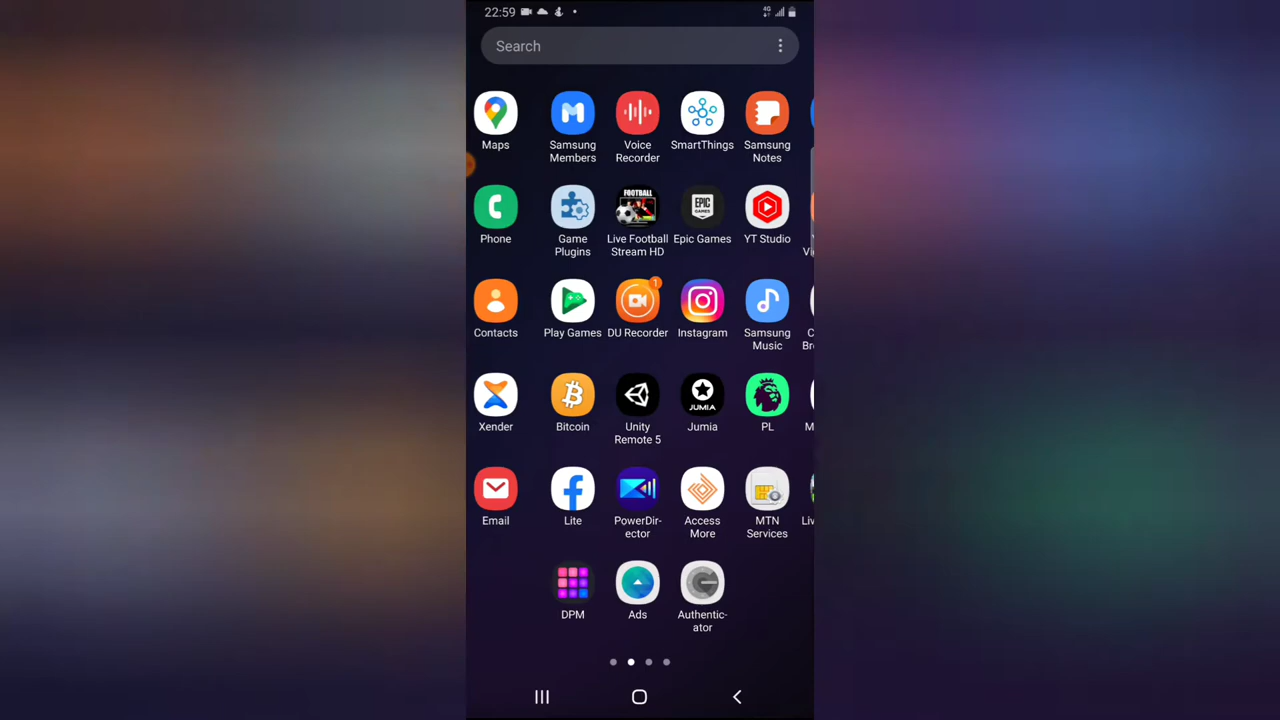 22:59
4G
Search
Maps
Samsung
Members
Voice
Recorder
SmartThings
Samsung
Notes
Phone
Game
Plugins
FOOTBALL
Live Football
Stream HD
EPIC
GAMES
Epic Games
YT Studio
Vi
Contacts
Play Games
1
DU Recorder
Instagram
Samsung
Music
C
Br
Xender
Bitcoin
Unity
Remote 5
JUMIA
Jumia
PL
M
Email
Lite
PowerDir-
ector
Access
More
MTN
Services
Liv
DPM
Ads
Authentic-
ator